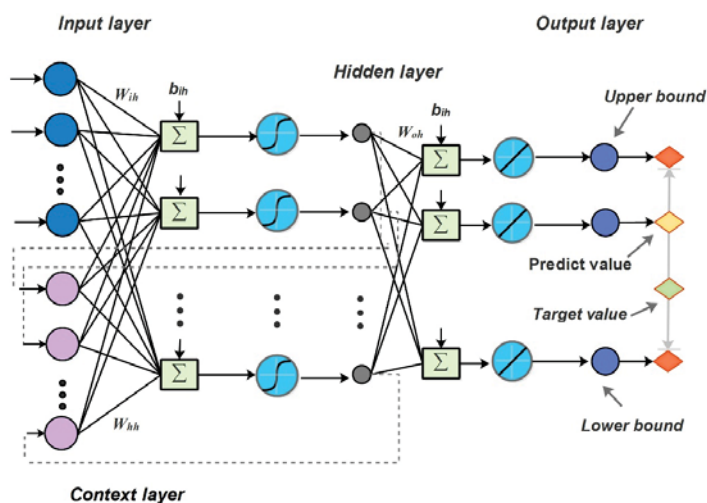 Input layer
Output layer
Hidden layer
Wih
bih
Σ
Woh
bih
Σ
Upper bound
Σ
Σ
Predict value
Target value
Σ
Σ
Whh
Lower bound
Context layer